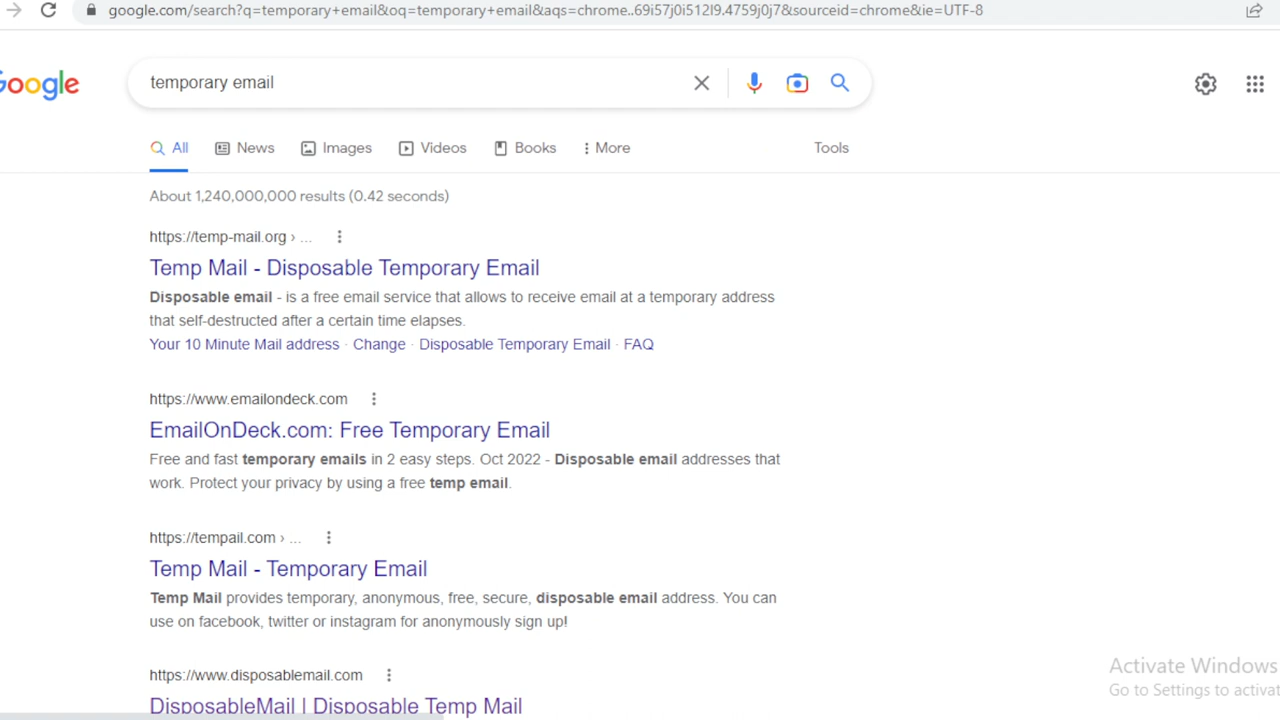 google.com/search?q=temporary+email&oq=temporary+email&aqs=chrome..69i57j0i512l9.4759j0j7&sourceid=chrome&ie=UTF-8
Google
temporary email
All News Images Videos Books More Tools
About 1,240,000,000 results (0.42 seconds)
https://temp-mail.org › ...
Temp Mail - Disposable Temporary Email
Disposable email - is a free email service that allows to receive email at a temporary address
that self-destructed after a certain time elapses.
Your 10 Minute Mail address · Change · Disposable Temporary Email · FAQ
https://www.emailondeck.com
EmailOnDeck.com: Free Temporary Email
Free and fast temporary emails in 2 easy steps. Oct 2022 - Disposable email addresses that
work. Protect your privacy by using a free temp email.
https://tempail.com › ...
Temp Mail - Temporary Email
Temp Mail provides temporary, anonymous, free, secure, disposable email address. You can
use on facebook, twitter or instagram for anonymously sign up!
https://www.disposablemail.com
DisposableMail | Disposable Temp Mail
Activate Windows
Go to Settings to activat